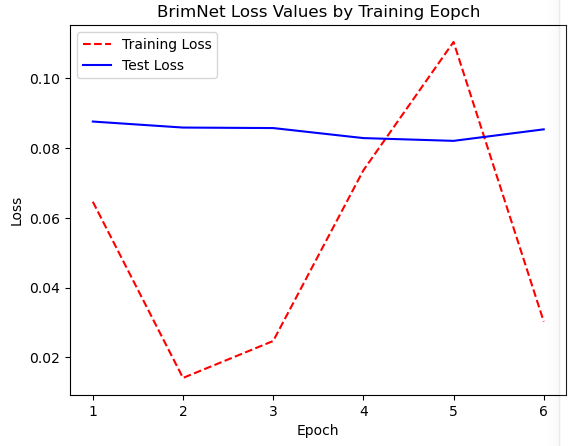 BrimNet Loss Values by Training Eopch
Training Loss
Test Loss
0.10
0.08
0.06
0.04
0.02
Loss
1 2 3 4 5 6
Epoch